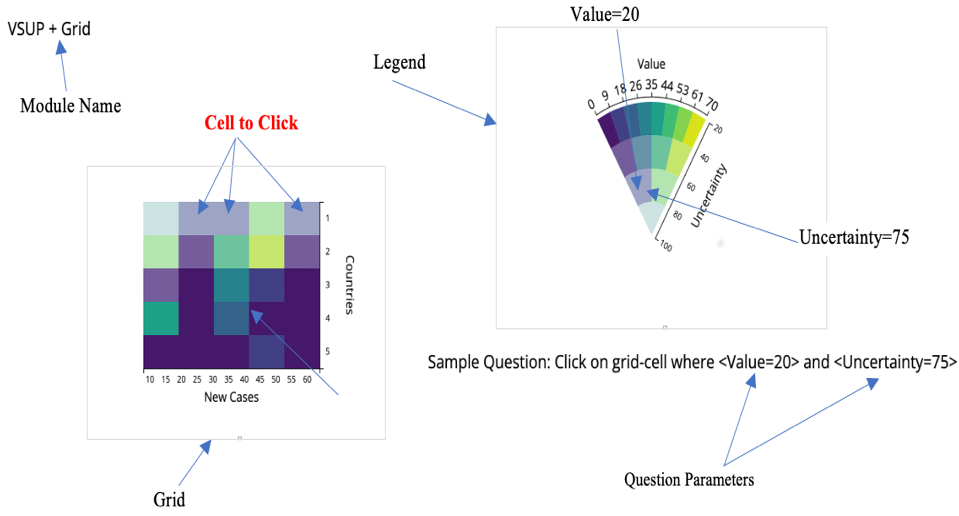 Value=20
VSUP + Grid
Module Name
Legend
Cell to Click
Value
0 9 18 26 35 44 53 61 70
20
40
60
80
100
Uncertainty
Uncertainty=75
1
2
3
4
5
Countries
10 15 20 25 30 35 40 45 50 55 60
New Cases
Grid
Sample Question: Click on grid-cell where <Value=20> and <Uncertainty=75>
Question Parameters